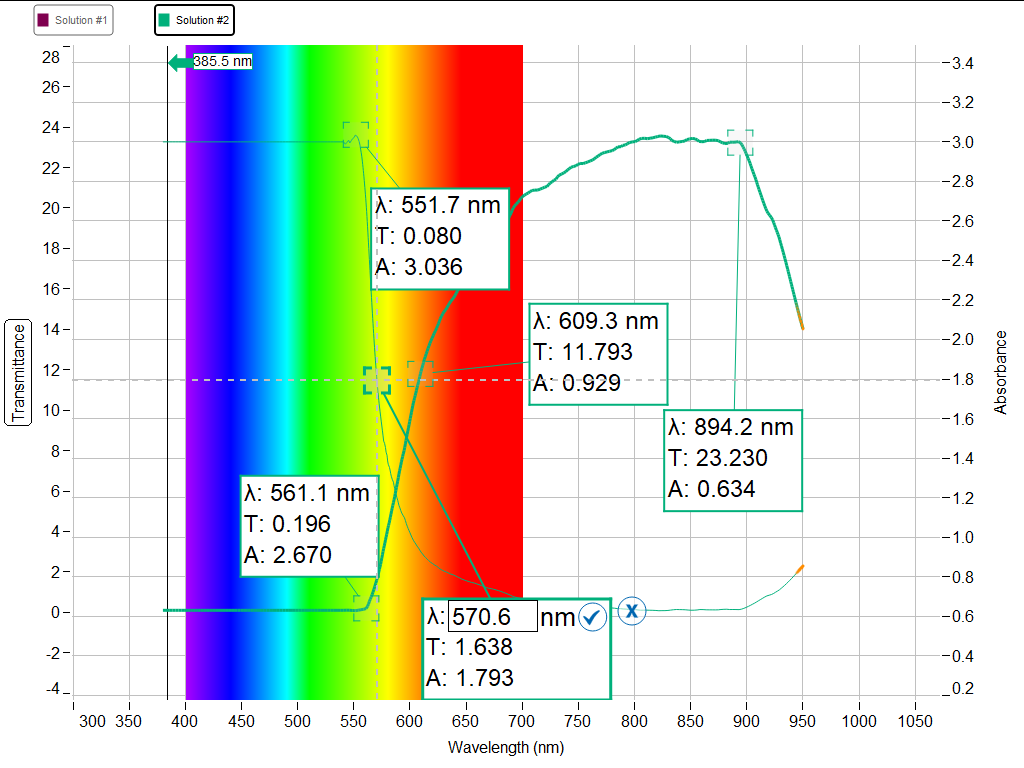 Solution #1
Solution #2
385.5 nm
28
26
24
22
20
18
16
14
12
10
8
6
4
2
0
-2
-4
Transmittance
3.4
3.2
3.0
2.8
2.6
2.4
2.2
2.0
1.8
1.6
1.4
1.2
1.0
0.8
0.6
0.4
0.2
Absorbance
λ: 551.7 nm
T: 0.080
A: 3.036
λ: 609.3 nm
T: 11.793
A: 0.929
λ: 894.2 nm
T: 23.230
A: 0.634
λ: 561.1 nm
T: 0.196
A: 2.670
λ: 570.6 nm
T: 1.638
A: 1.793
X
300 350 400 450 500 550 600 650 700 750 800 850 900 950 1000 1050
Wavelength (nm)